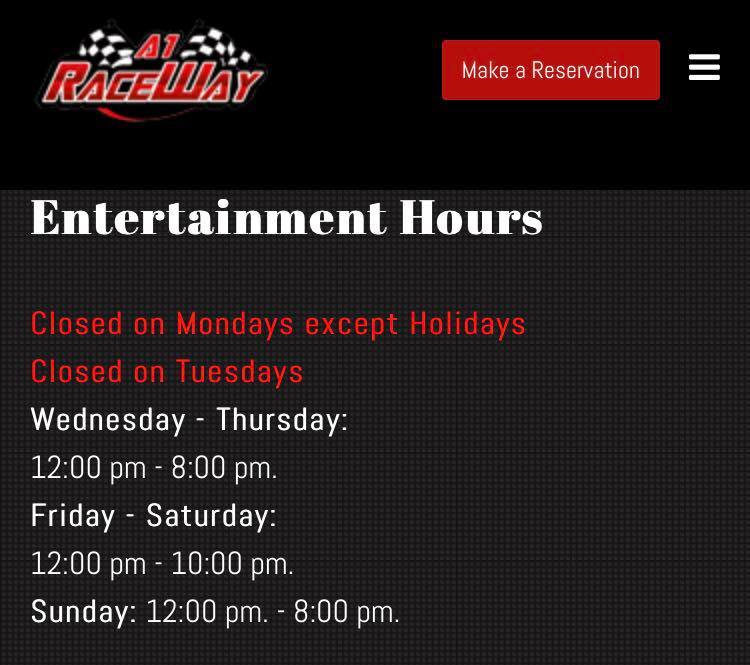 A1
RACEWAY
Make a Reservation
Entertainment Hours
Closed on Mondays except Holidays
Closed on Tuesdays
Wednesday - Thursday:
12:00 pm - 8:00 pm.
Friday - Saturday:
12:00 pm - 10:00 pm.
Sunday: 12:00 pm. - 8:00 pm.